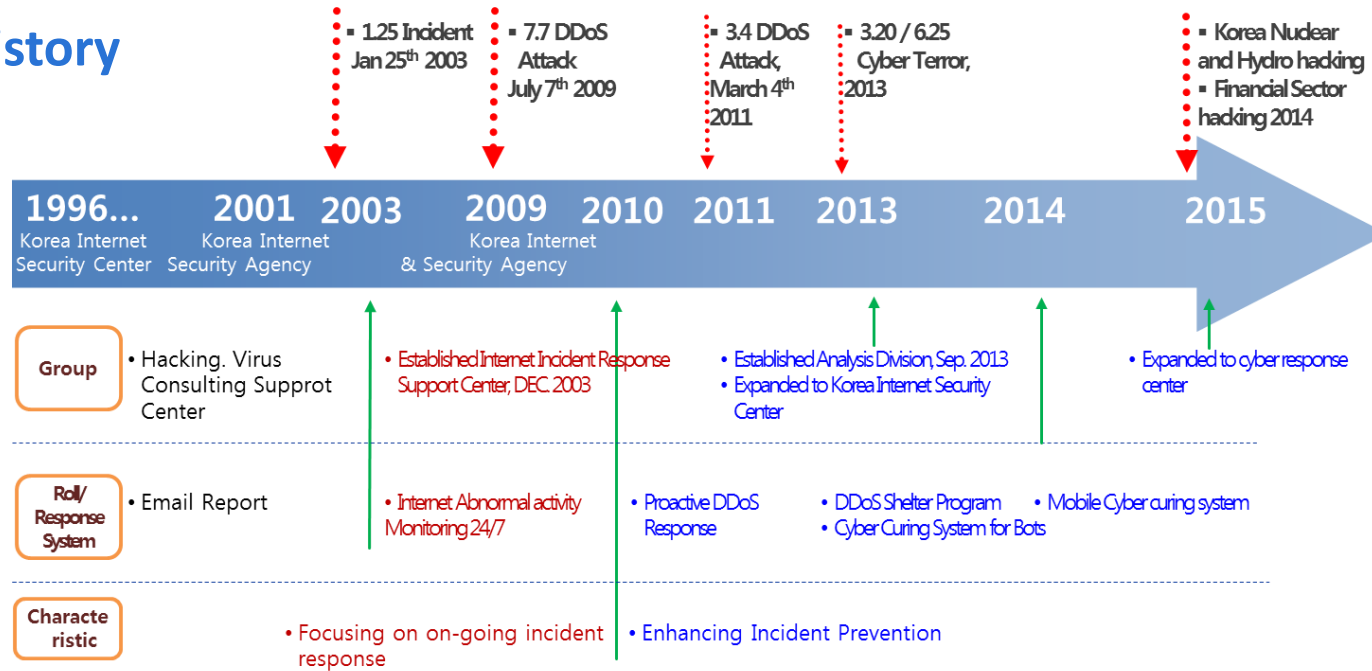 istory
▪ 1.25 Incident
Jan 25th 2003
▪ 7.7 DDoS
Attack
July 7th 2009
▪ 3.4 DDoS
Attack,
March 4th
2011
▪ 3.20 / 6.25
Cyber Terror,
2013
▪ Korea Nuclear
and Hydro hacking
▪ Financial Sector
hacking 2014
1996...
Korea Internet
Security Center
2001
Korea Internet
Security Agency
2003
2009
Korea Internet
& Security Agency
2010
2011
2013
2014
2015
Group
• Hacking. Virus
Consulting Supprot
Center
• Established Internet Incident Response
Support Center, DEC. 2003
• Established Analysis Division, Sep. 2013
• Expanded to Korea Internet Security
Center
• Expanded to cyber response
center
Roll/
Response
System
• Email Report
• Internet Abnormal activity
Monitoring 24/7
• Proactive DDoS
Response
• DDoS Shelter Program
• Cyber Curing System for Bots
• Mobile Cyber curing system
Characte
ristic
• Focusing on on-going incident
response
• Enhancing Incident Prevention